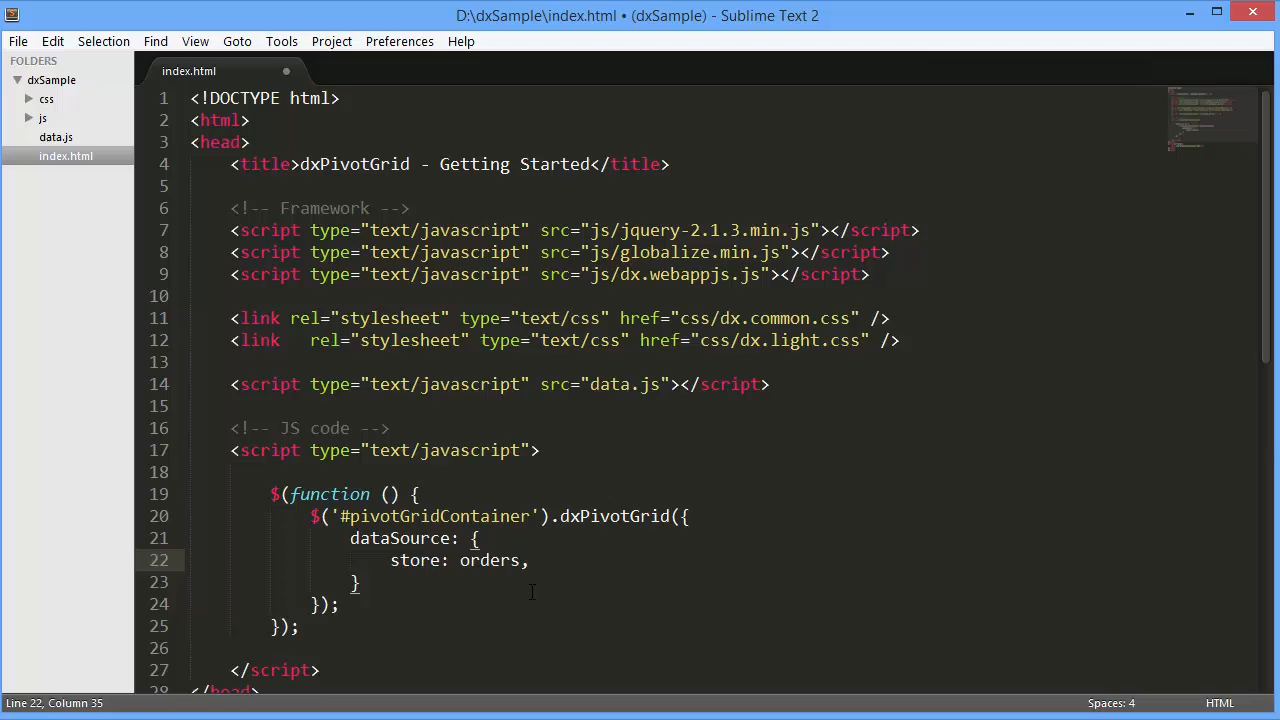 D:\dxSample\index.html • (dxSample) - Sublime Text 2
File Edit Selection Find View Goto Tools Project Preferences Help
FOLDERS
dxSample
css
js
data.js
index.html
index.html
1 <!DOCTYPE html>
2 <html>
3 <head>
4     <title>dxPivotGrid - Getting Started</title>
5
6     <!-- Framework -->
7     <script type="text/javascript" src="js/jquery-2.1.3.min.js"></script>
8     <script type="text/javascript" src="js/globalize.min.js"></script>
9     <script type="text/javascript" src="js/dx.webappjs.js"></script>
10
11     <link rel="stylesheet" type="text/css" href="css/dx.common.css" />
12     <link   rel="stylesheet" type="text/css" href="css/dx.light.css" />
13
14     <script type="text/javascript" src="data.js"></script>
15
16     <!-- JS code -->
17     <script type="text/javascript">
18
19         $(function () {
20             $('#pivotGridContainer').dxPivotGrid({
21                 dataSource: {
22                     store: orders,
23                 }
24             });
25         });
26
27     </script>
28 </head>
Line 22, Column 35 Spaces: 4 HTML